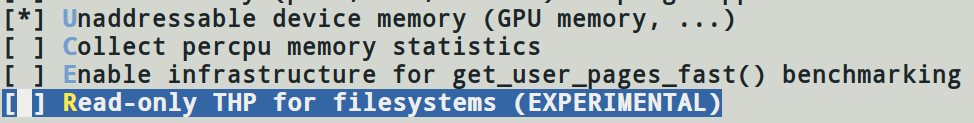 [*] Unaddressable device memory (GPU memory, ...)
[ ] Collect percpu memory statistics
[ ] Enable infrastructure for get_user_pages_fast() benchmarking
[ ] Read-only THP for filesystems (EXPERIMENTAL)